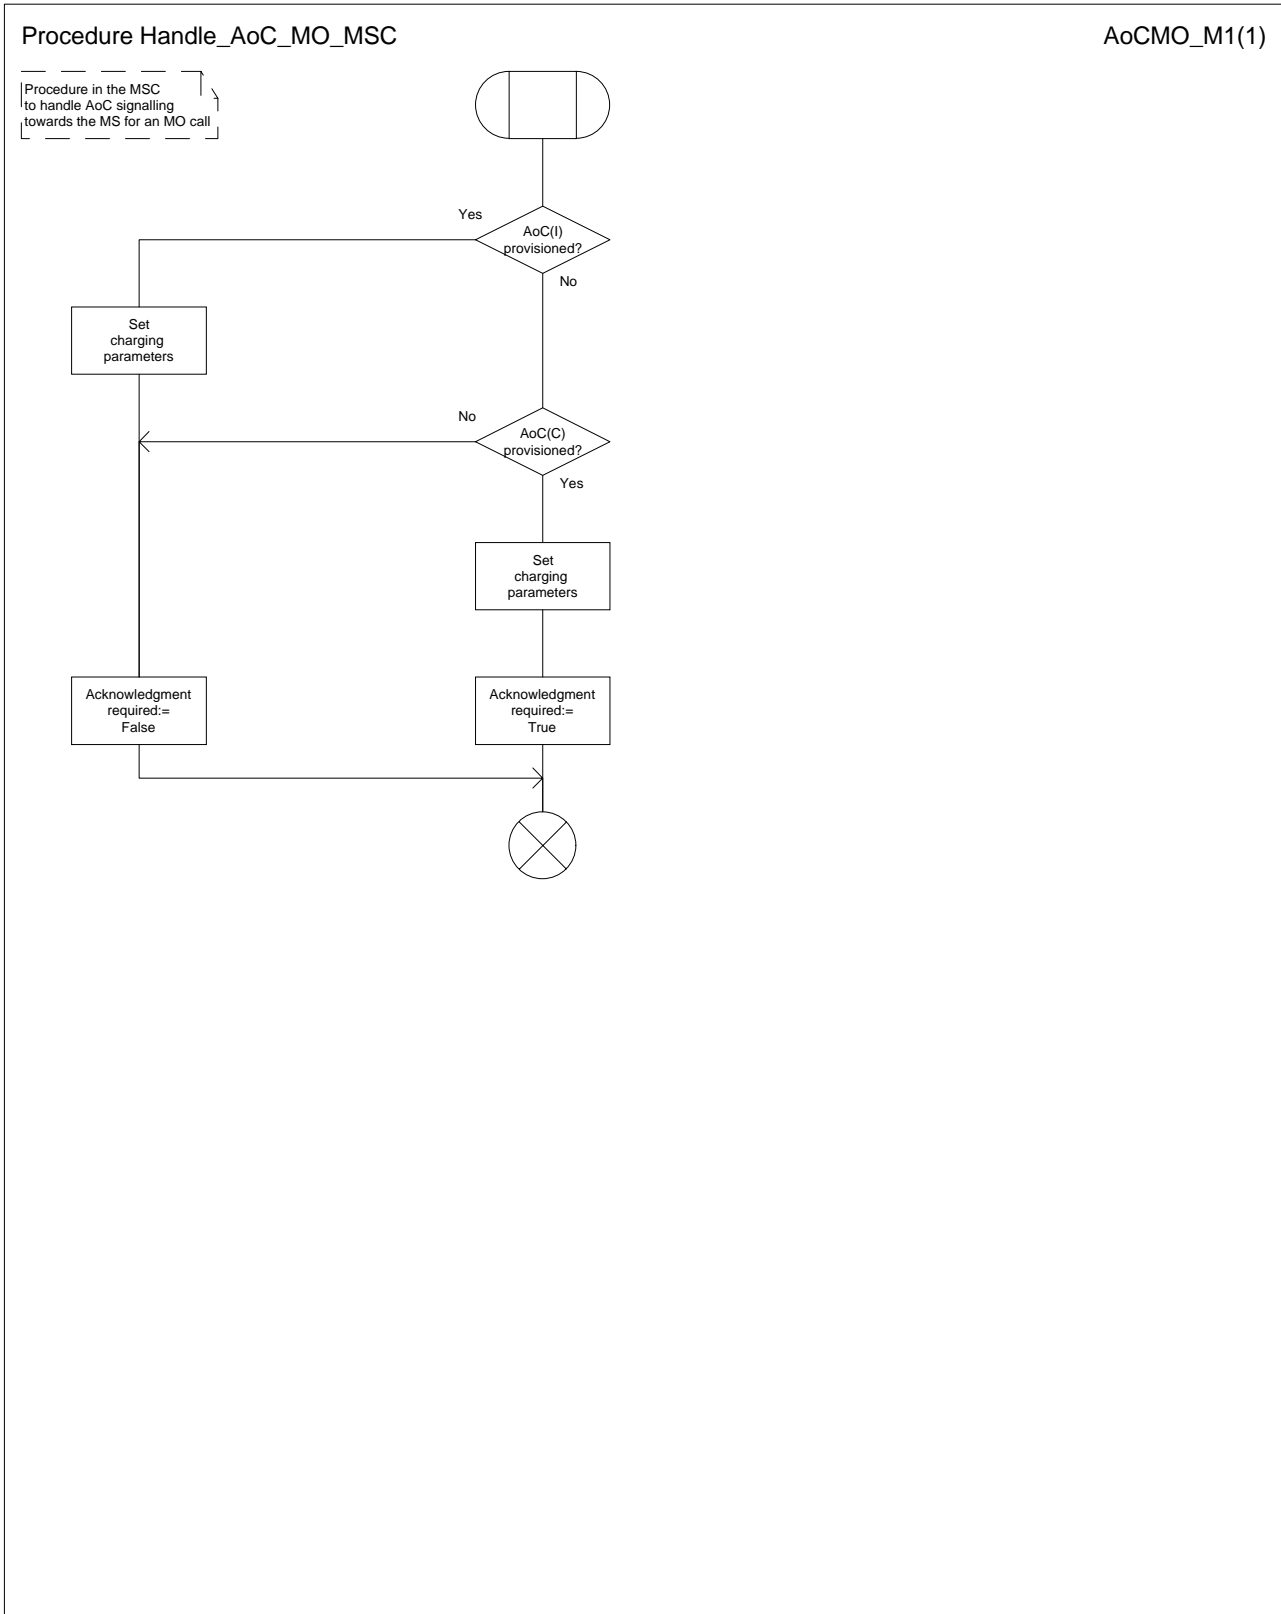 Procedure Handle_AoC_MO_MSC
AoCMO_M1(1)
Procedure in the MSC
to handle AoC signalling
towards the MS for an MO call
Yes
AoC(I)
provisioned?
No
Set
charging
parameters
No
AoC(C)
provisioned?
Yes
Set
charging
parameters
Acknowledgment
required:=
False
Acknowledgment
required:=
True